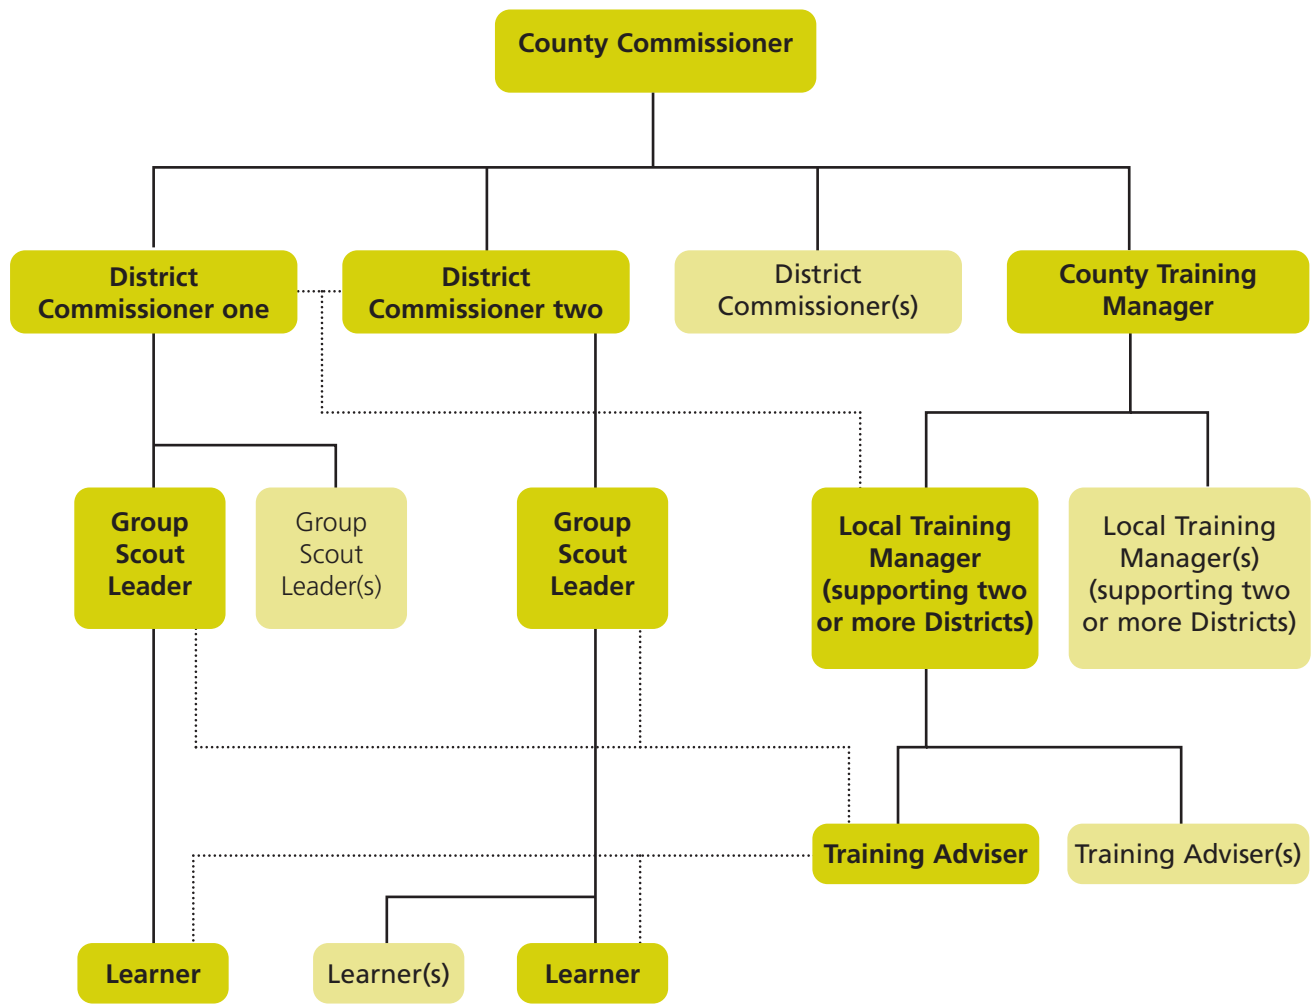 County Commissioner
District
Commissioner one
District
Commissioner two
District
Commissioner(s)
County Training
Manager
Group
Scout
Leader
Group
Scout
Leader(s)
Group
Scout
Leader
Local Training
Manager
(supporting two
or more Districts)
Local Training
Manager(s)
(supporting two
or more Districts)
Training Adviser
Training Adviser(s)
Learner
Learner(s)
Learner